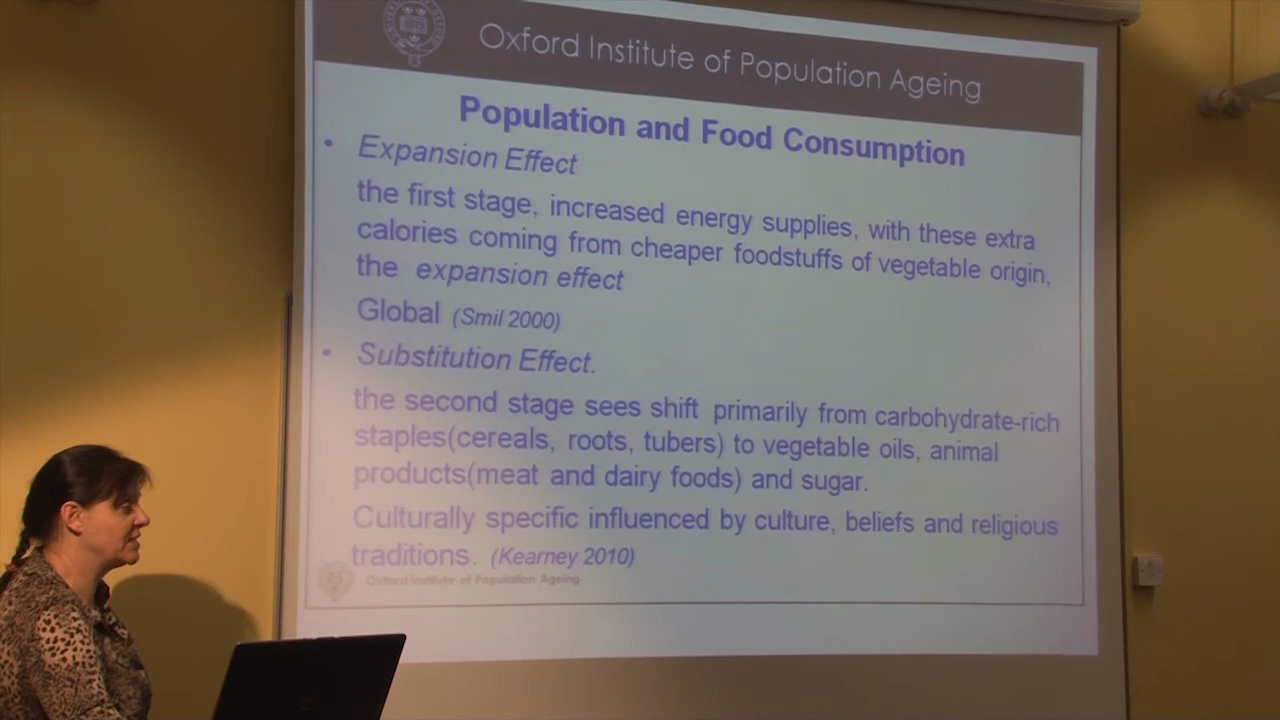 Oxford Institute of Population Ageing
Population and Food Consumption
• Expansion Effect
the first stage, increased energy supplies, with these extra
calories coming from cheaper foodstuffs of vegetable origin,
the expansion effect
Global (Smil 2000)
• Substitution Effect.
the second stage sees shift primarily from carbohydrate-rich
staples(cereals, roots, tubers) to vegetable oils, animal
products(meat and dairy foods) and sugar.
Culturally specific influenced by culture, beliefs and religious
traditions. (Kearney 2010)
Oxford Institute of Population Ageing